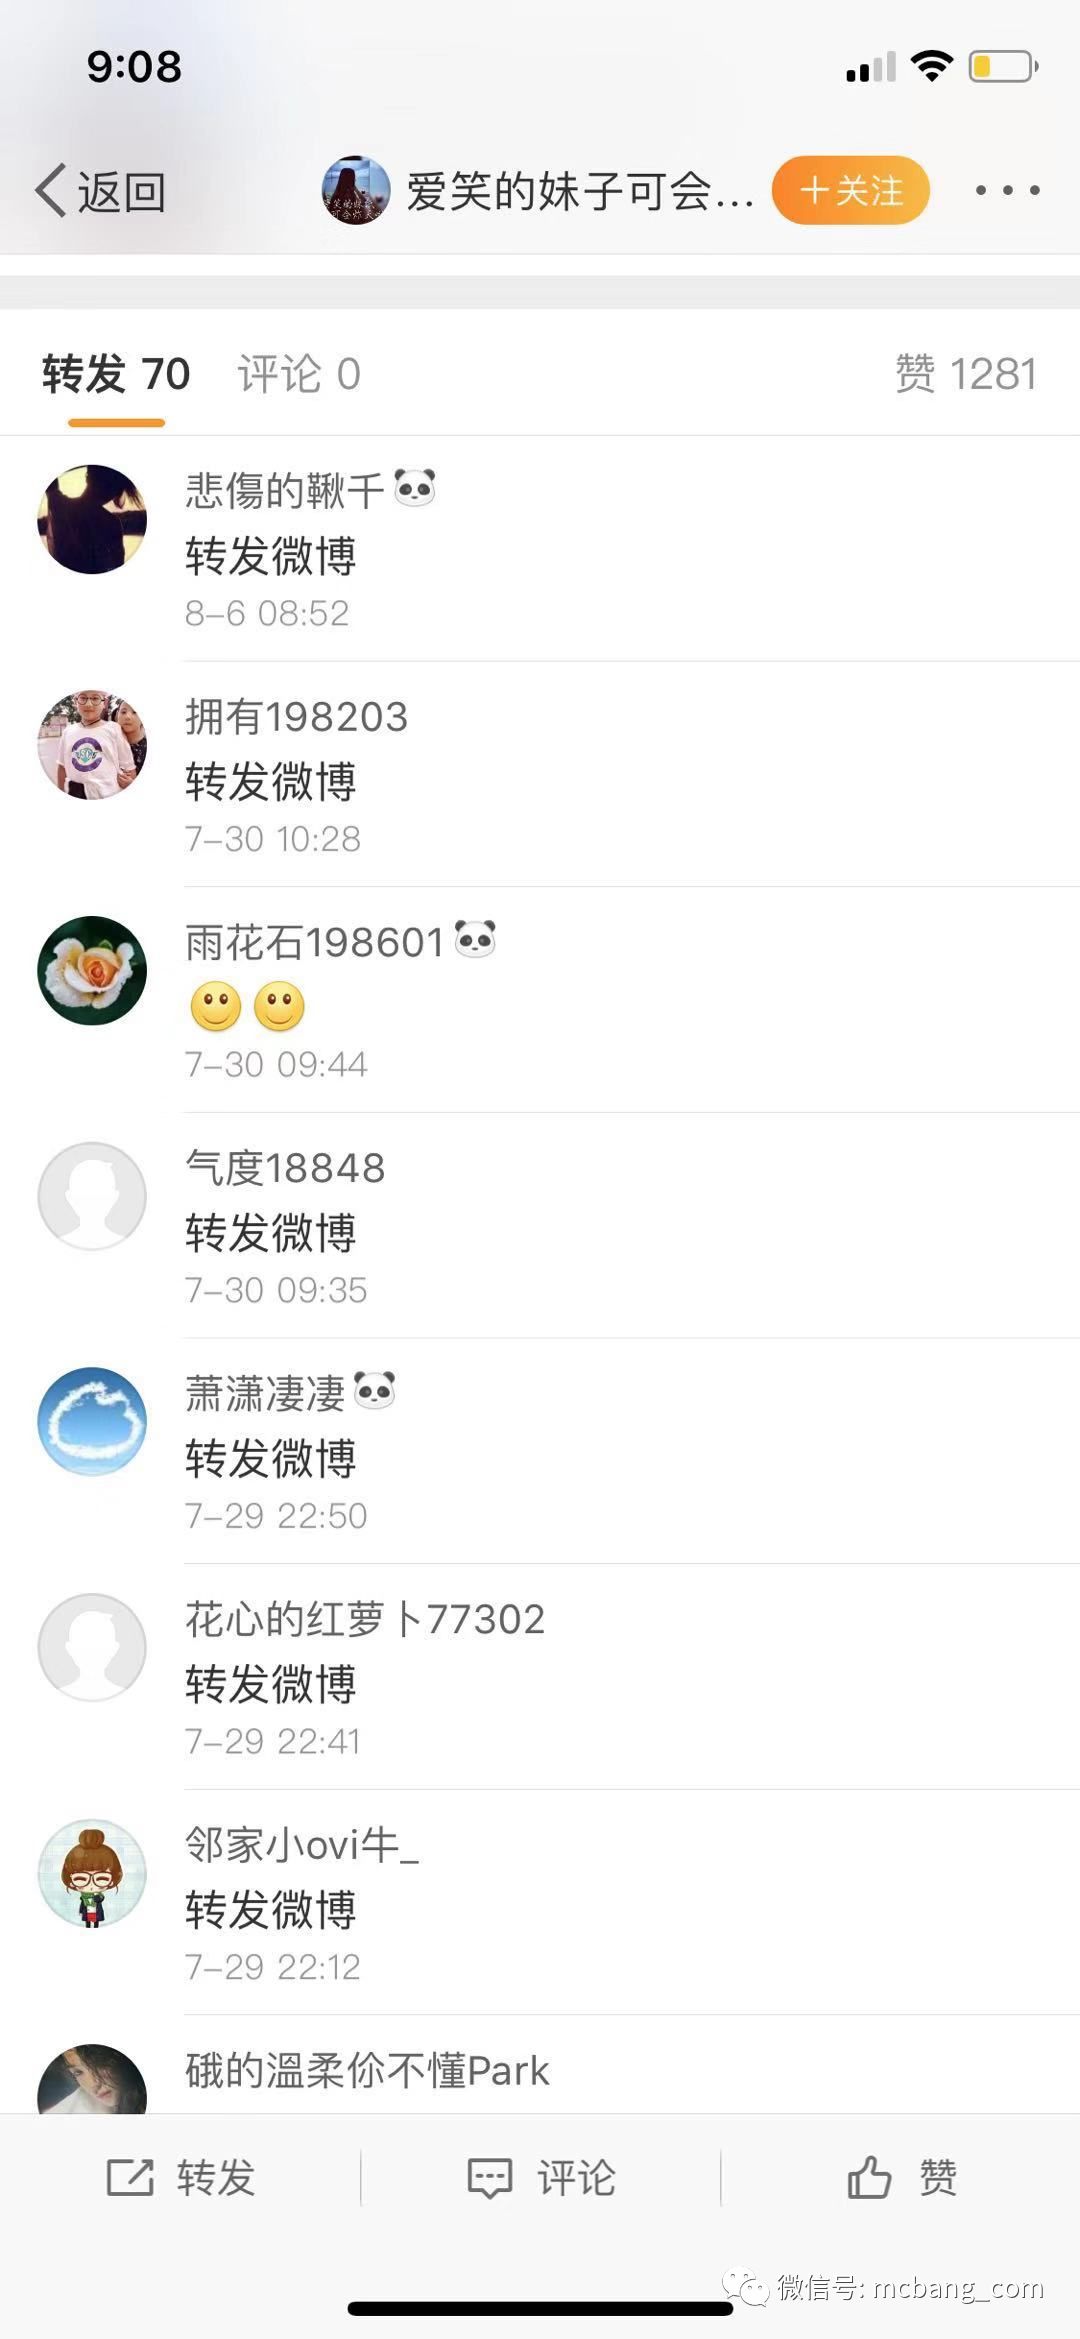 9:08
返回
爱笑的妹子可会...
+关注
转发 70
评论 0
赞 1281
悲傷的鞦千
转发微博
8-6 08:52
拥有198203
转发微博
7-30 10:28
雨花石198601
7-30 09:44
气度18848
转发微博
7-30 09:35
萧潇凄凄
转发微博
7-29 22:50
花心的红萝卜77302
转发微博
7-29 22:41
邻家小ovi牛_
转发微博
7-29 22:12
硪的溫柔伱不懂Park
转发
评论
赞
微信号: mcbang_com